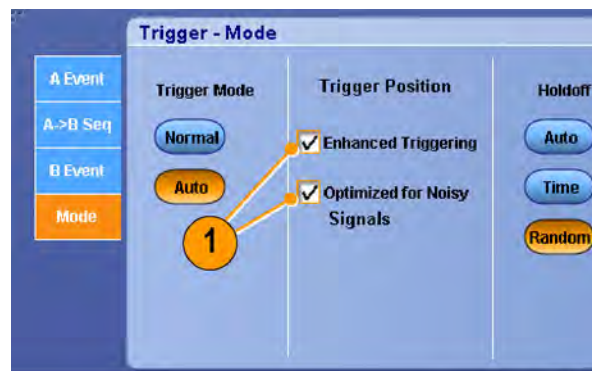 Trigger - Mode
A Event
A->B Seq
B Event
Mode
Trigger Mode
Normal
Auto
1
Trigger Position
Enhanced Triggering
Optimized for Noisy
Signals
Holdoff
Auto
Time
Random